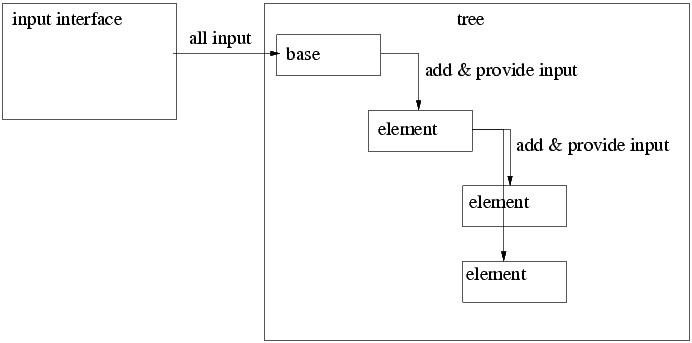 input interface
tree
all input
base
add & provide input
element
add & provide input
element
element